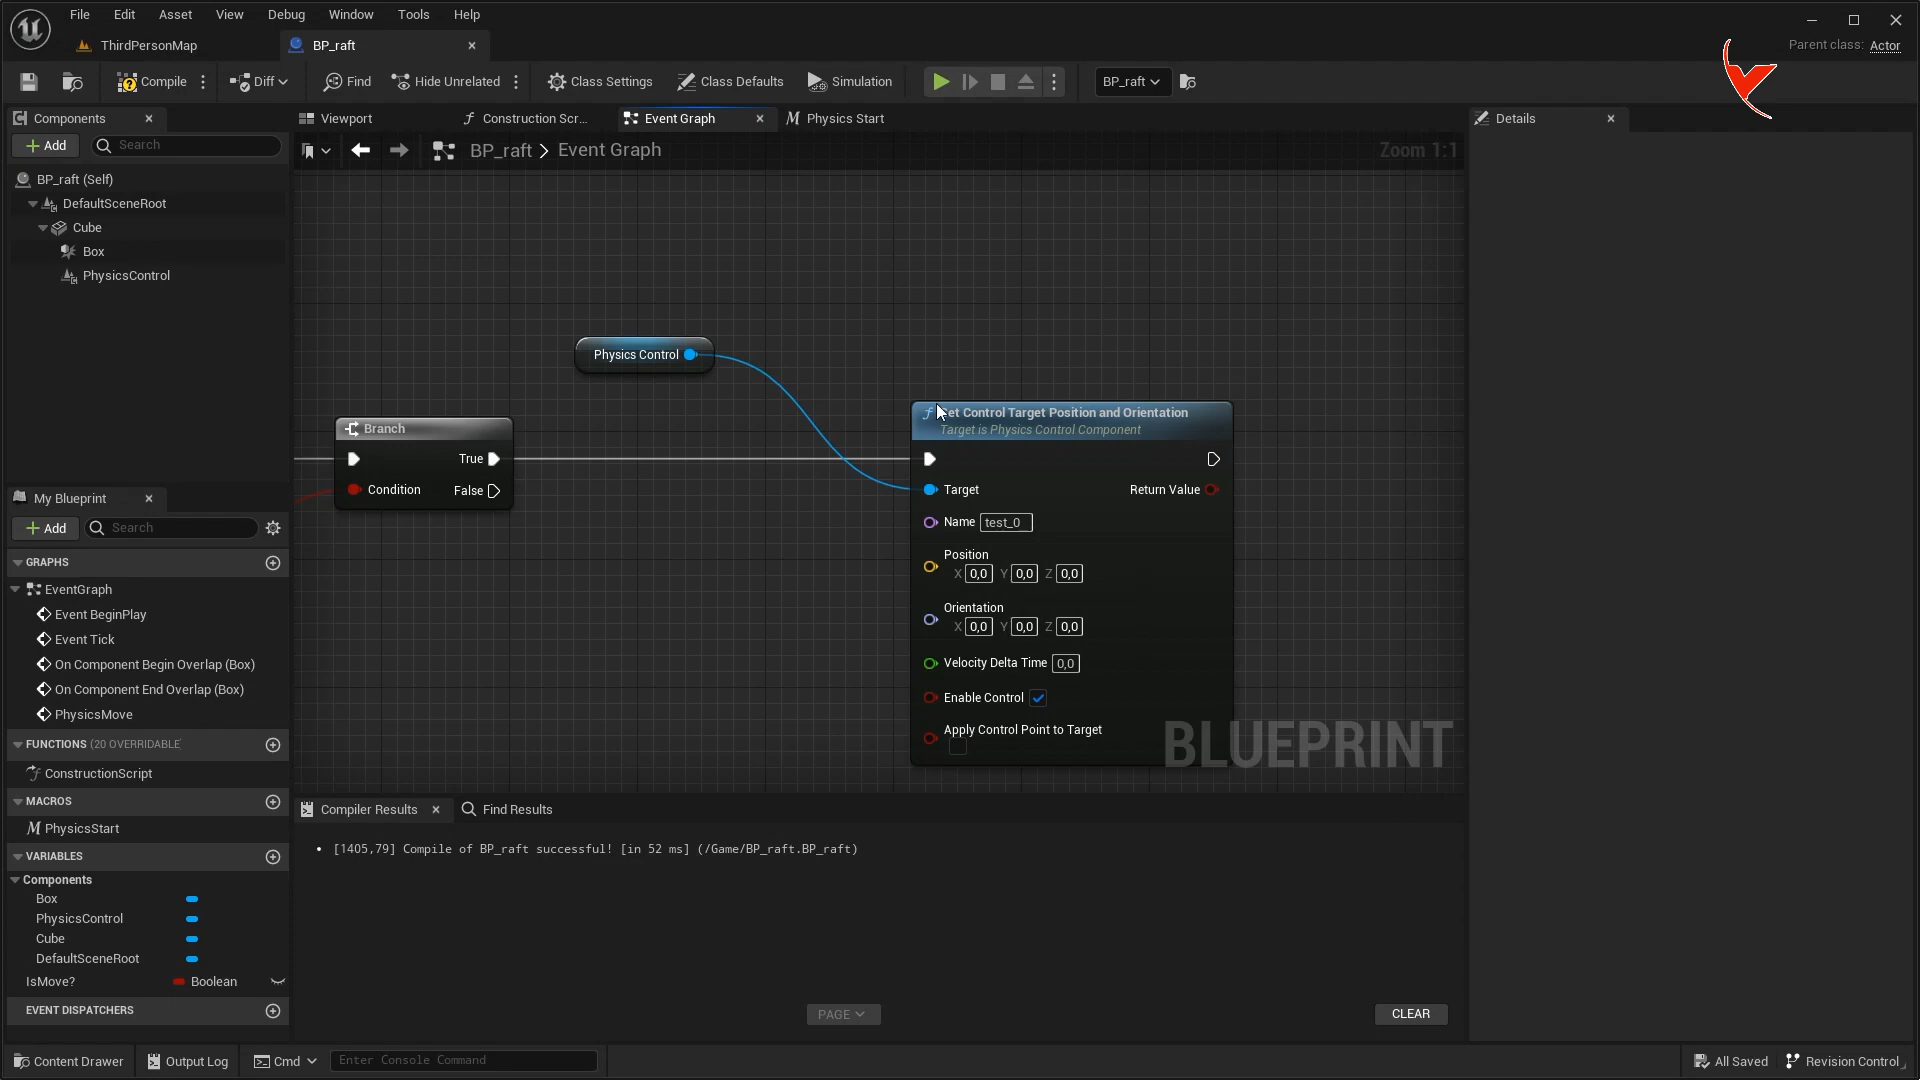 File Edit Asset View Debug Window Tools Help
ThirdPersonMap
BP_raft
Parent class: Actor
Compile
Diff
Find
Hide Unrelated
Class Settings
Class Defaults
Simulation
BP_raft
Components
Viewport
Construction Scr...
Event Graph
Physics Start
Details
Add
Search
BP_raft > Event Graph
Zoom 1:1
BP_raft (Self)
DefaultSceneRoot
Cube
Box
PhysicsControl
Physics Control
Branch
True
Condition
False
et Control Target Position and Orientation
Target is Physics Control Component
Target
Return Value
Name test_0
Position
X 0,0 Y 0,0 Z 0,0
Orientation
X 0,0 Y 0,0 Z 0,0
Velocity Delta Time 0,0
Enable Control
Apply Control Point to Target
BLUEPRINT
My Blueprint
Add
Search
GRAPHS
EventGraph
Event BeginPlay
Event Tick
On Component Begin Overlap (Box)
On Component End Overlap (Box)
PhysicsMove
FUNCTIONS (20 OVERRIDABLE
ConstructionScript
MACROS
PhysicsStart
VARIABLES
Components
Box
PhysicsControl
Cube
DefaultSceneRoot
IsMove? Boolean
EVENT DISPATCHERS
Compiler Results
Find Results
• [1405,79] Compile of BP_raft successful! [in 52 ms] (/Game/BP_raft.BP_raft)
PAGE
CLEAR
Content Drawer
Output Log
Cmd
Enter Console Command
All Saved
Revision Control